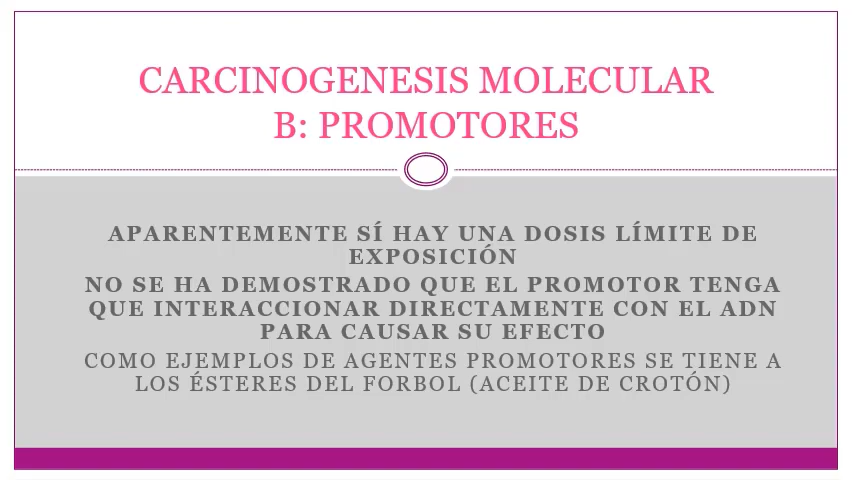 CARCINOGENESIS MOLECULAR
B: PROMOTORES
APARENTEMENTE SÍ HAY UNA DOSIS LÍMITE DE
EXPOSICIÓN
NO SE HA DEMOSTRADO QUE EL PROMOTOR TENGA
QUE INTERACCIONAR DIRECTAMENTE CON EL ADN
PARA CAUSAR SU EFECTO
COMO EJEMPLOS DE AGENTES PROMOTORES SE TIENE A
LOS ÉSTERES DEL FORBOL (ACEITE DE CROTÓN)